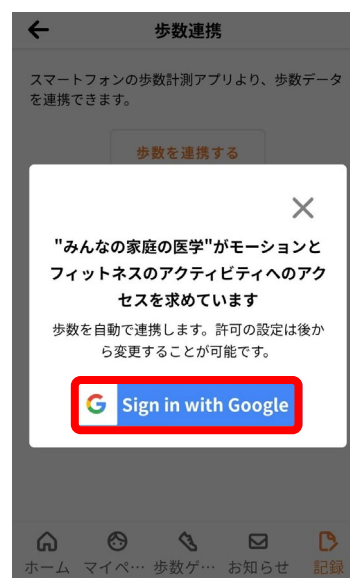 歩数連携
スマートフォンの歩数計測アプリより、歩数データ
を連携できます。
歩数を連携する
"みんなの家庭の医学"がモーションと
フィットネスのアクティビティへのアク
セスを求めています
歩数を自動で連携します。許可の設定は後か
ら変更することが可能です。
Sign in with Google
ホーム マイペ… 歩数ゲ… お知らせ 記録